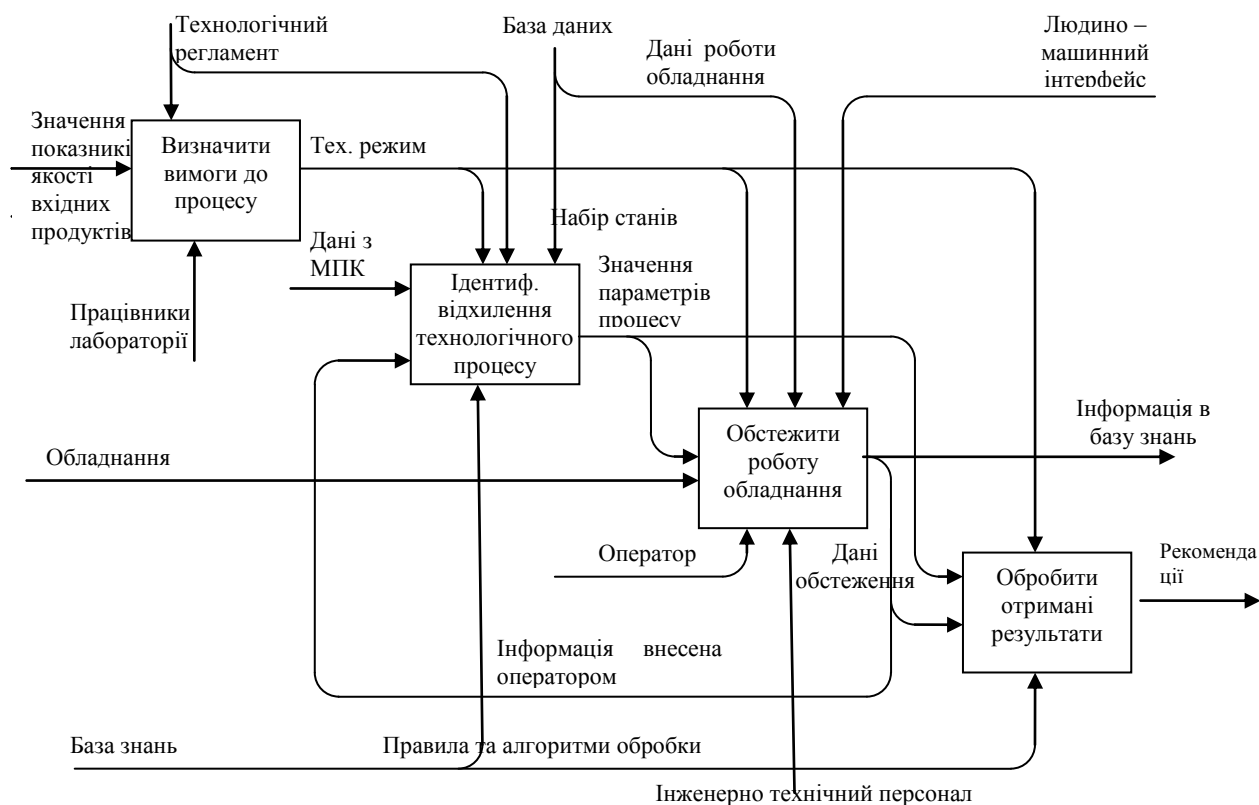 Технологічний
регламент
База даних
Дані роботи
обладнання
Людино –
машинний
інтерфейс
Значення
показникі
якості
вхідних
продуктів
Визначити
вимоги до
процесу
Тех. режим
Працівники
лабораторії
Дані з
МПК
Набір станів
Ідентиф.
відхилення
технологічного
процесу
Значення
параметрів
процесу
Обладнання
Обстежити
роботу
обладнання
Інформація в
базу знань
Оператор
Дані
обстеження
Обробити
отримані
результати
Рекоменда
ції
Інформація внесена
оператором
База знань
Правила та алгоритми обробки
Інженерно технічний персонал